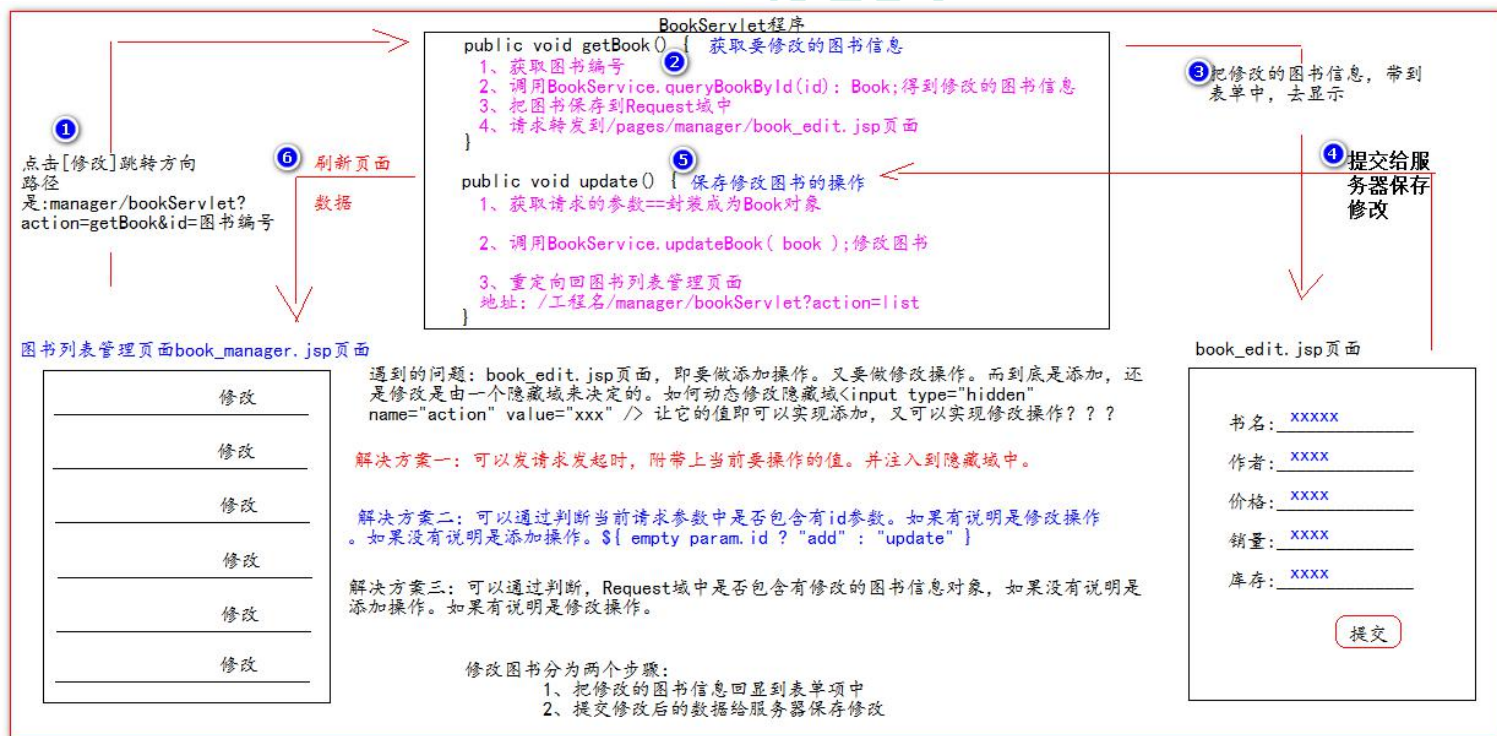 BookServlet程序
public void getBook() {  获取要修改的图书信息
2
1、获取图书编号
2、调用BookService.queryBookById(id): Book;得到修改的图书信息
3、把图书保存到Request域中
4、请求转发到/pages/manager/book_edit.jsp页面
}
3
把修改的图书信息, 带到
表单中, 去显示
1
点击[修改]跳转方向
路径
是:manager/bookServlet?
action=getBook&id=图书编号
6 刷新页面
数据
5
public void update() { 保存修改图书的操作
1、获取请求的参数==封装成为Book对象
2、调用BookService.updateBook( book );修改图书
3、重定向回图书列表管理页面
地址: /工程名/manager/bookServlet?action=list
}
4 提交给服
务器保存
修改
图书列表管理页面book_manager.jsp页面
修改
修改
修改
修改
修改
修改
遇到的问题: book_edit.jsp页面, 即要做添加操作。又要做修改操作。而到底是添加, 还
是修改是由一个隐藏域来决定的。如何动态修改隐藏域<input type="hidden"
name="action" value="xxx" /> 让它的值即可以实现添加, 又可以实现修改操作? ? ?
解决方案一: 可以发请求发起时, 附带上当前要操作的值。并注入到隐藏域中。
解决方案二: 可以通过判断当前请求参数中是否包含有id参数。如果有说明是修改操作
。如果没有说明是添加操作。${ empty param.id ? "add" : "update" }
解决方案三: 可以通过判断, Request域中是否包含有修改的图书信息对象, 如果没有说明是
添加操作。如果有说明是修改操作。
修改图书分为两个步骤:
1、把修改的图书信息回显到表单项中
2、提交修改后的数据给服务器保存修改
book_edit.jsp页面
书名: xxxxx
作者: xxxx
价格: xxxx
销量: xxxx
库存: xxxx
提交